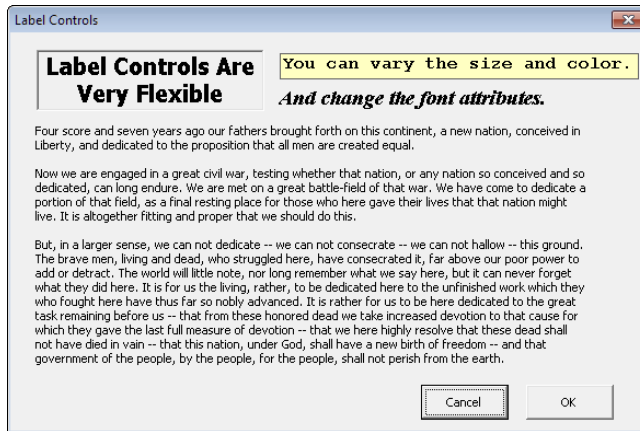 Label Controls
Label Controls Are
Very Flexible
You can vary the size and color.
And change the font attributes.
Four score and seven years ago our fathers brought forth on this continent, a new nation, conceived in
Liberty, and dedicated to the proposition that all men are created equal.
Now we are engaged in a great civil war, testing whether that nation, or any nation so conceived and so
dedicated, can long endure. We are met on a great battle-field of that war. We have come to dedicate a
portion of that field, as a final resting place for those who here gave their lives that that nation might
live. It is altogether fitting and proper that we should do this.
But, in a larger sense, we can not dedicate -- we can not consecrate -- we can not hallow -- this ground.
The brave men, living and dead, who struggled here, have consecrated it, far above our poor power to
add or detract. The world will little note, nor long remember what we say here, but it can never forget
what they did here. It is for us the living, rather, to be dedicated here to the unfinished work which they
who fought here have thus far so nobly advanced. It is rather for us to be here dedicated to the great
task remaining before us -- that from these honored dead we take increased devotion to that cause for
which they gave the last full measure of devotion -- that we here highly resolve that these dead shall
not have died in vain -- that this nation, under God, shall have a new birth of freedom -- and that
government of the people, by the people, for the people, shall not perish from the earth.
Cancel
OK